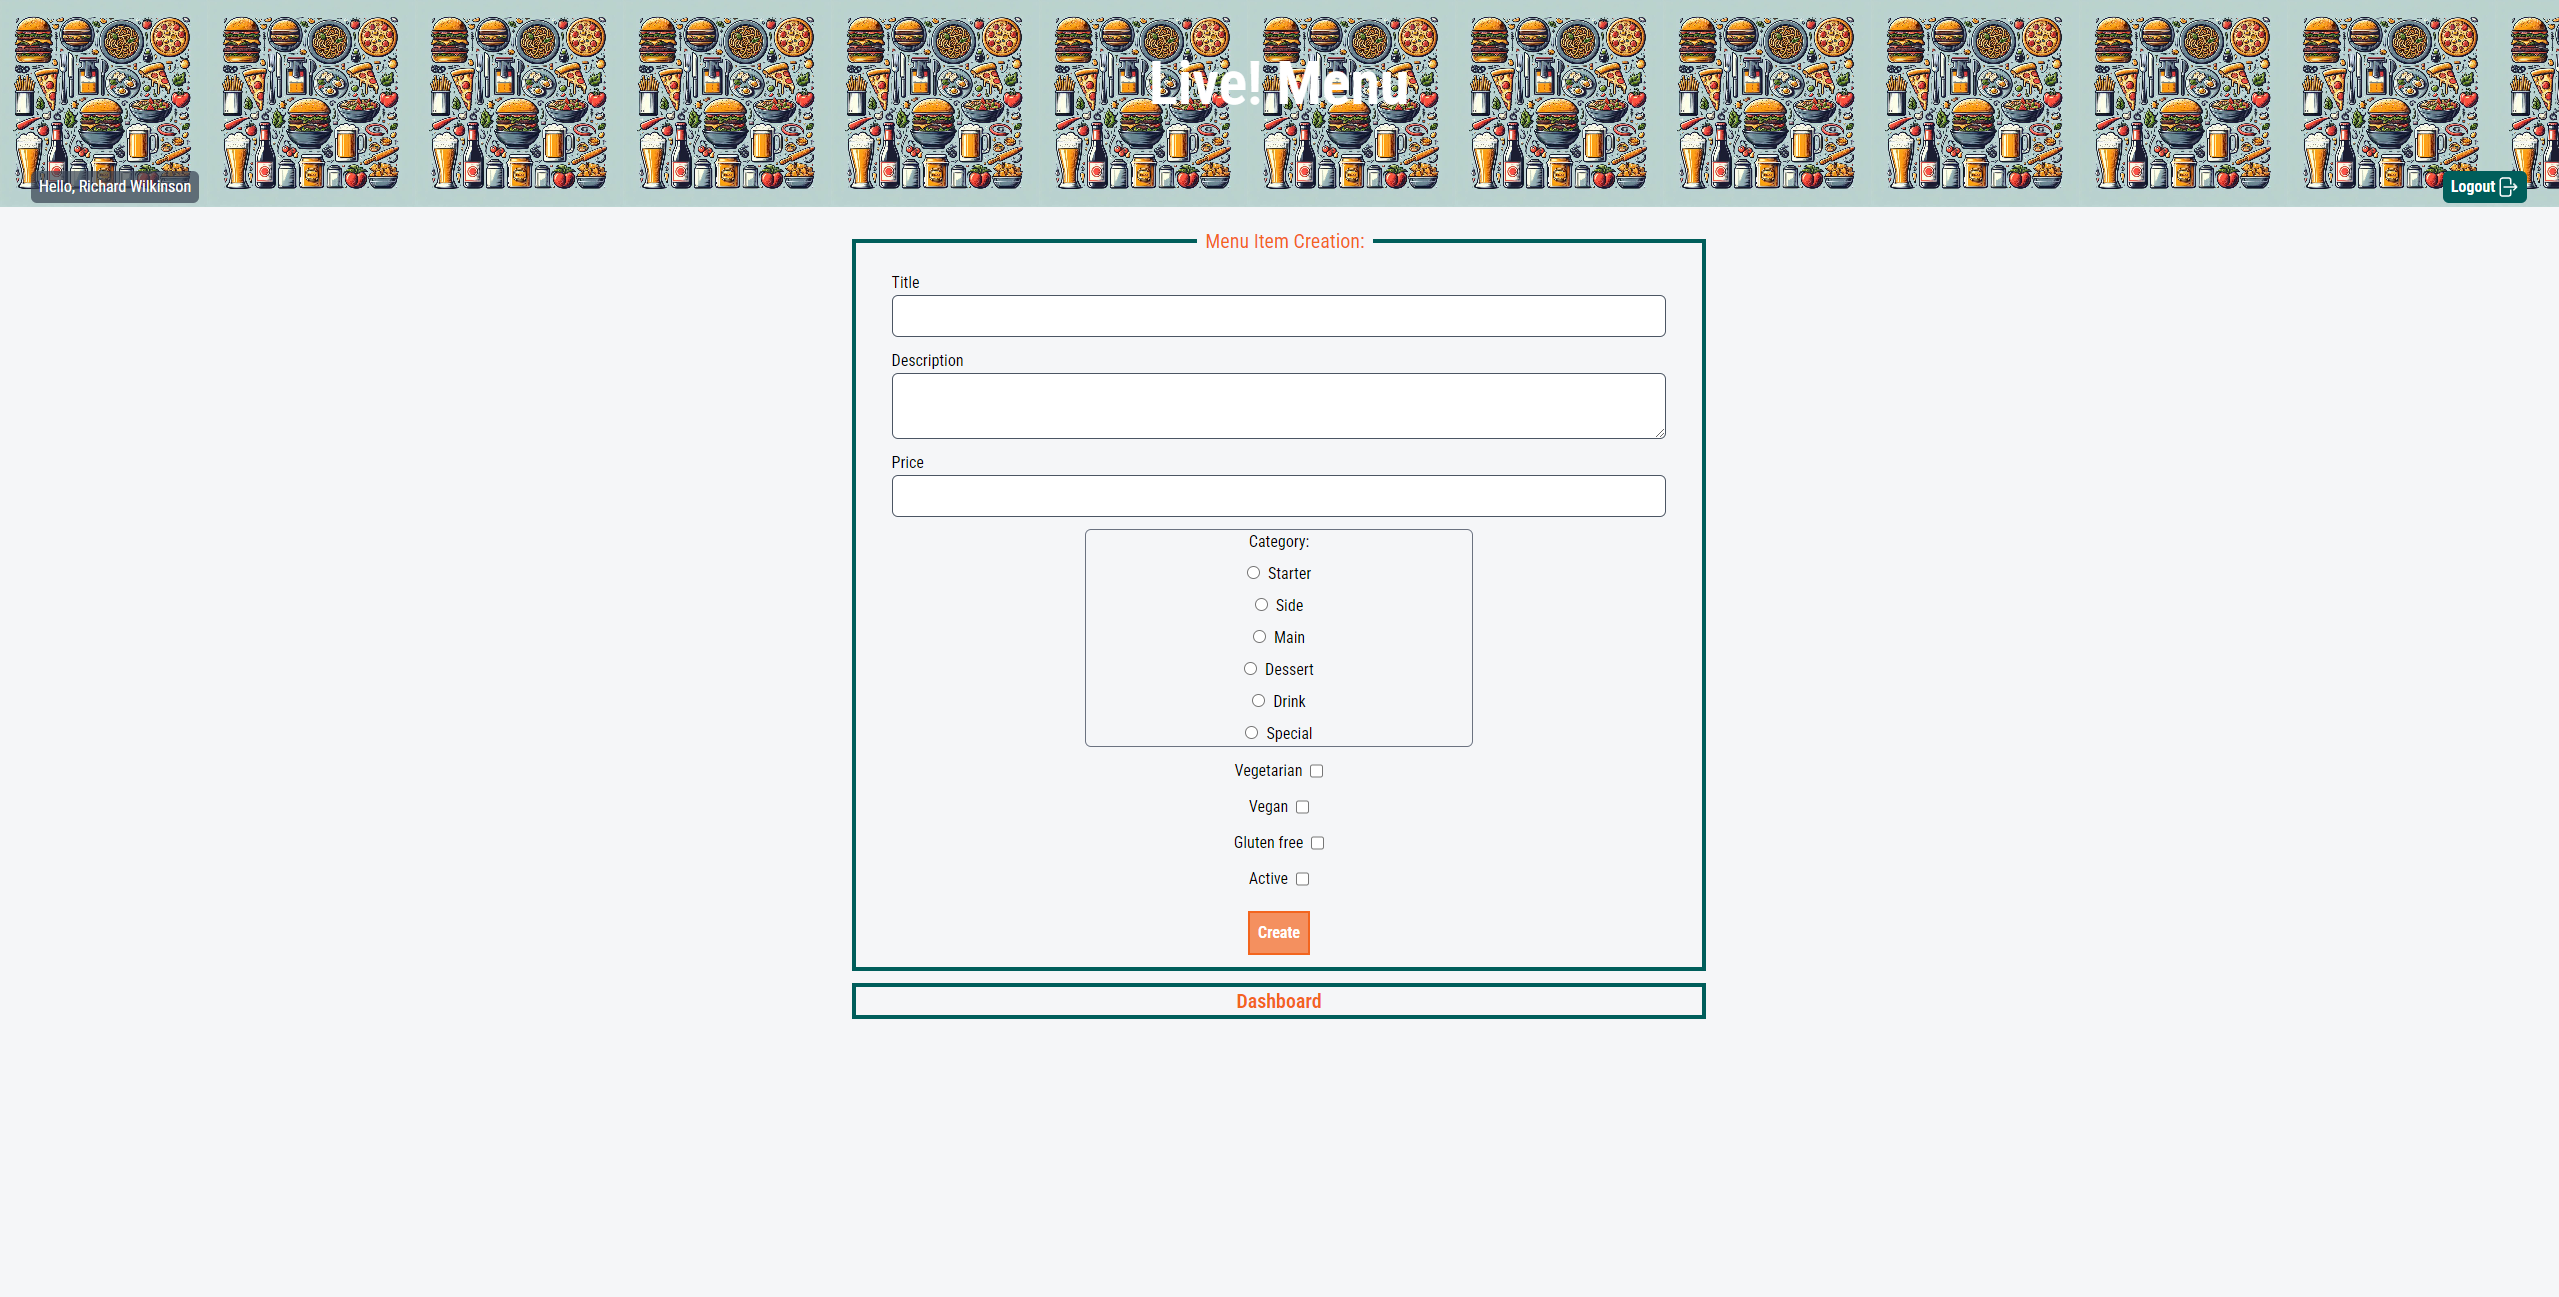 Live! Menu
Hello, Richard Wilkinson
Logout
Menu Item Creation:
Title
Description
Price
Category:
Starter
Side
Main
Dessert
Drink
Special
Vegetarian
Vegan
Gluten free
Active
Create
Dashboard